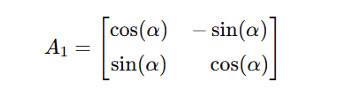 A₁ = [cos(α) − sin(α)]
[sin(α) cos(α)]